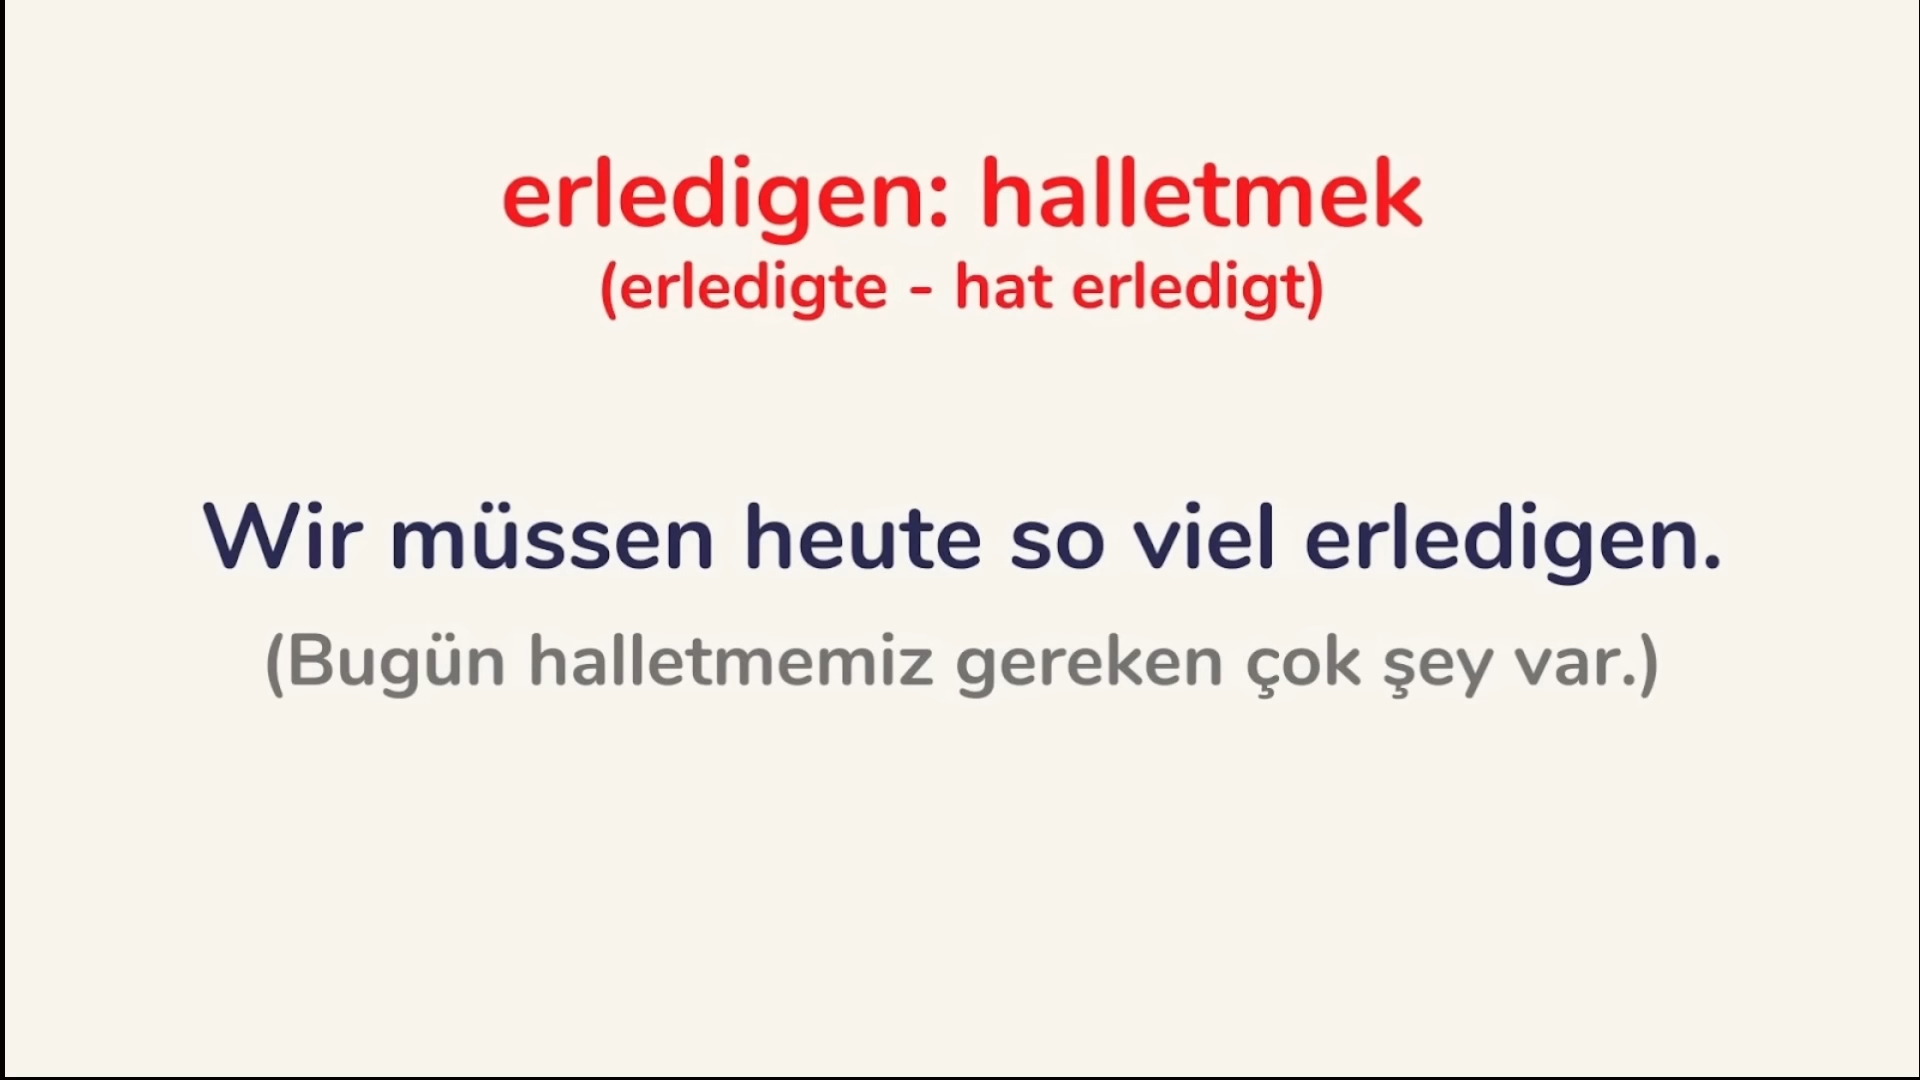 erledigen: halletmek
(erledigte - hat erledigt)
Wir müssen heute so viel erledigen.
(Bugün halletmemiz gereken çok şey var.)